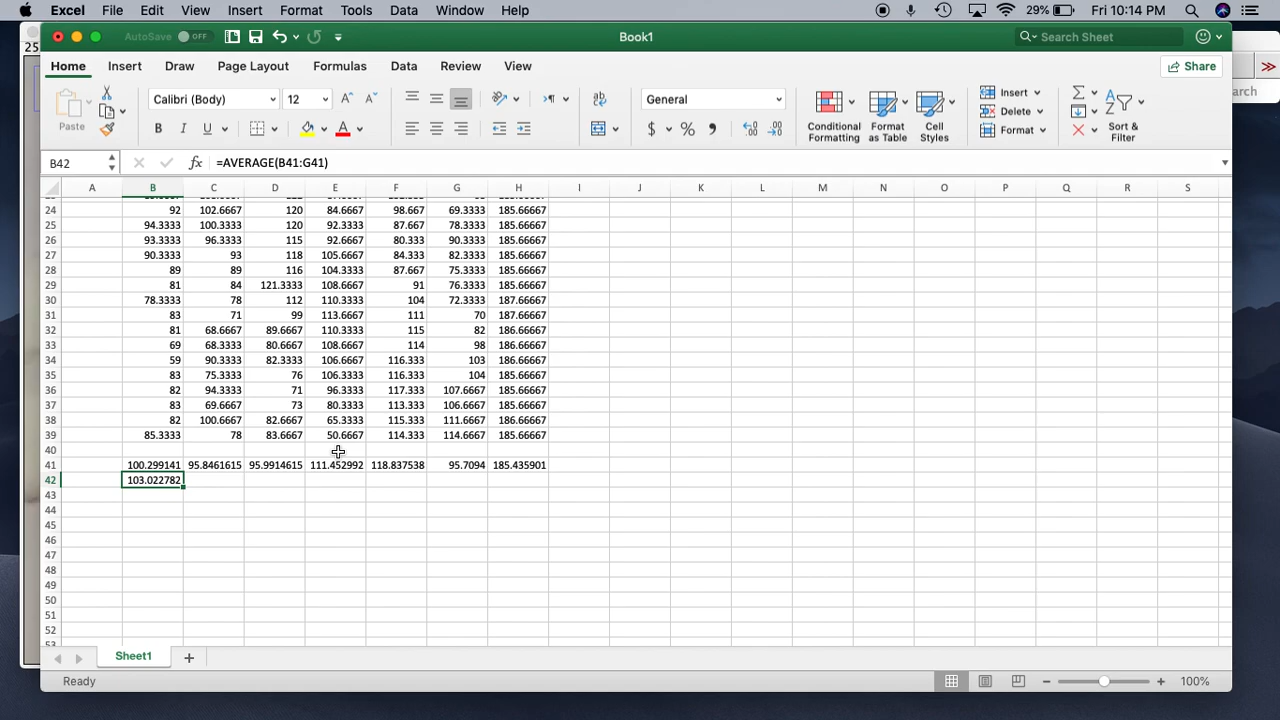 Excel File Edit View Insert Format Tools Data Window Help 29% Fri 10:14 PM
AutoSave OFF Book1 Search Sheet
25
Home Insert Draw Page Layout Formulas Data Review View Share
arch
Paste Calibri (Body) 12 General Conditional Formatting Format as Table Cell Styles Insert Delete Format Sort & Filter
B I U A $ %
B42 fx =AVERAGE(B41:G41)
A B C D E F G H I J K L M N O P Q R S
24 92 102.6667 120 84.6667 98.667 69.3333 185.66667
25 94.3333 100.3333 120 92.3333 87.667 78.3333 185.66667
26 93.3333 96.3333 115 92.6667 80.333 90.3333 185.66667
27 90.3333 93 118 105.6667 84.333 82.3333 185.66667
28 89 89 116 104.3333 87.667 75.3333 185.66667
29 81 84 121.3333 108.6667 91 76.3333 185.66667
30 78.3333 78 112 110.3333 104 72.3333 187.66667
31 83 71 99 113.6667 111 70 187.66667
32 81 68.6667 89.6667 110.3333 115 82 186.66667
33 69 68.3333 80.6667 108.6667 114 98 186.66667
34 59 90.3333 82.3333 106.6667 116.333 103 186.66667
35 83 75.3333 76 106.3333 116.333 104 185.66667
36 82 94.3333 71 96.3333 117.333 107.6667 185.66667
37 83 69.6667 73 80.3333 113.333 106.6667 185.66667
38 82 100.6667 82.6667 65.3333 115.333 111.6667 186.66667
39 85.3333 78 83.6667 50.6667 114.333 114.6667 185.66667
40
41 100.299141 95.8461615 95.9914615 111.452992 118.837538 95.7094 185.435901
42 103.022782
43
44
45
46
47
48
49
50
51
52
53
Sheet1
Ready 100%